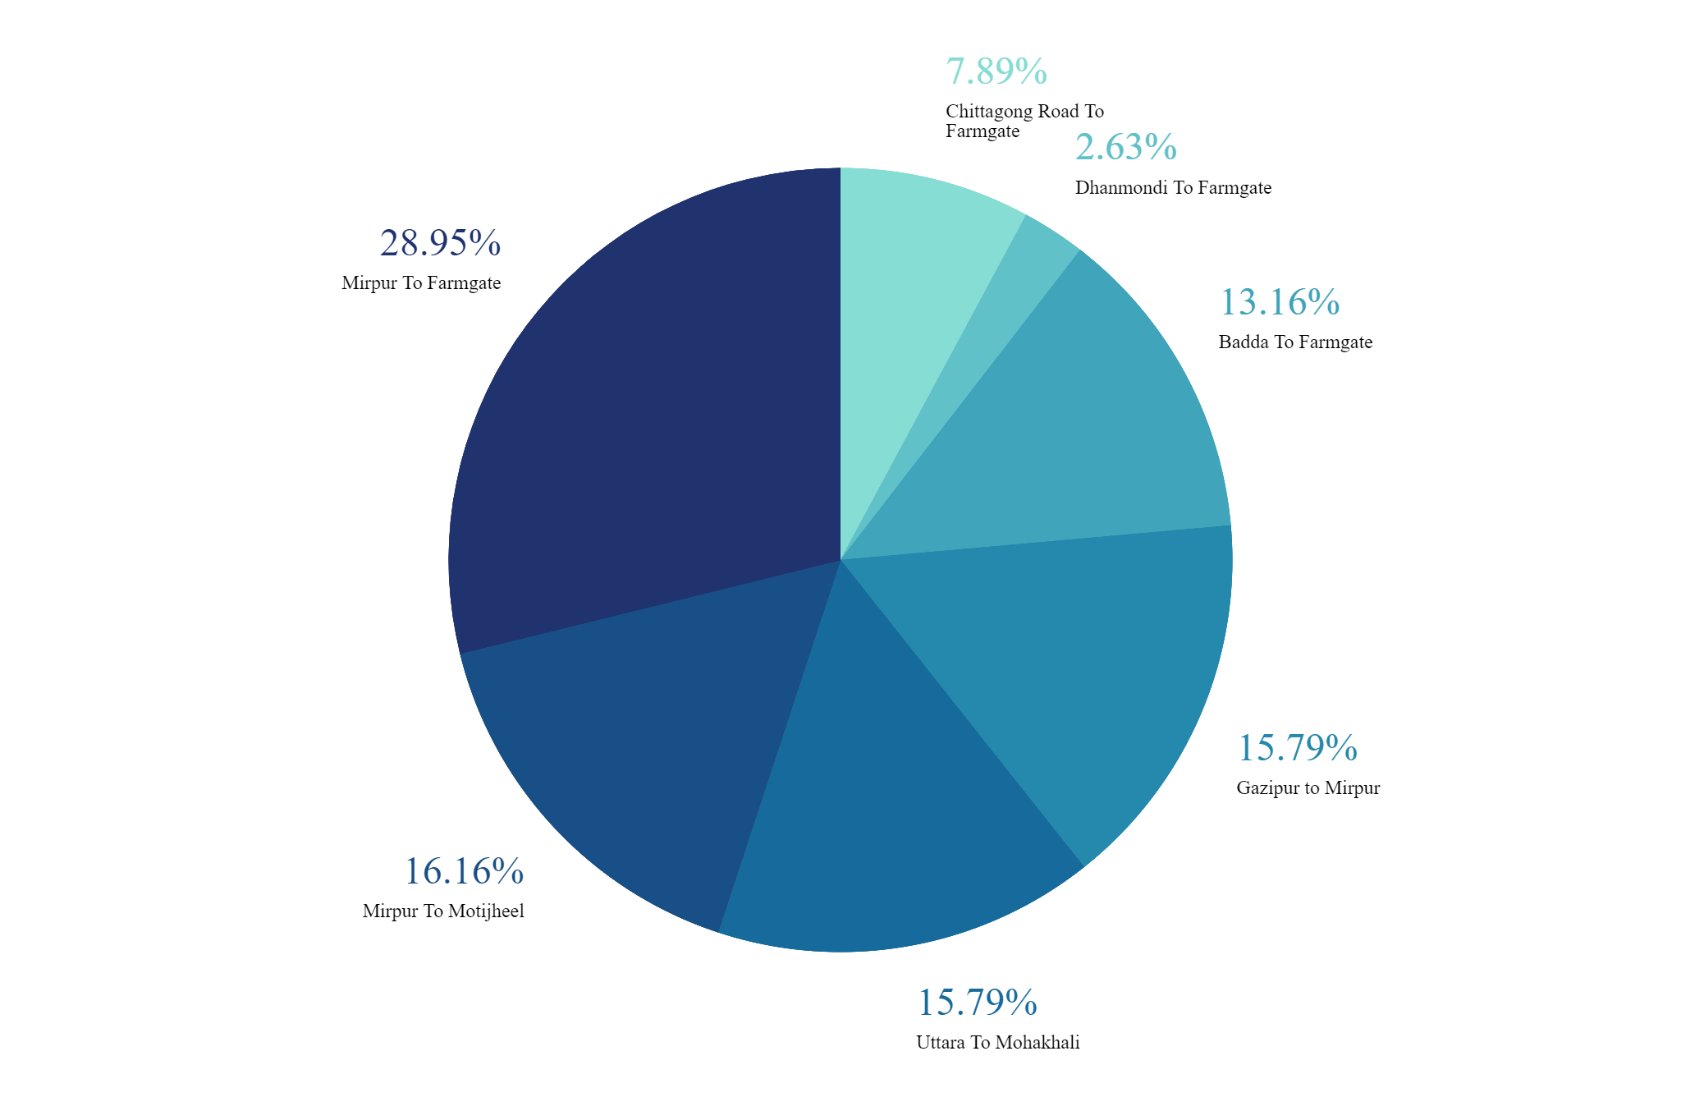 7.89%
Chittagong Road To
Farmgate
2.63%
Dhanmondi To Farmgate
28.95%
Mirpur To Farmgate
13.16%
Badda To Farmgate
15.79%
Gazipur to Mirpur
16.16%
Mirpur To Motijheel
15.79%
Uttara To Mohakhali